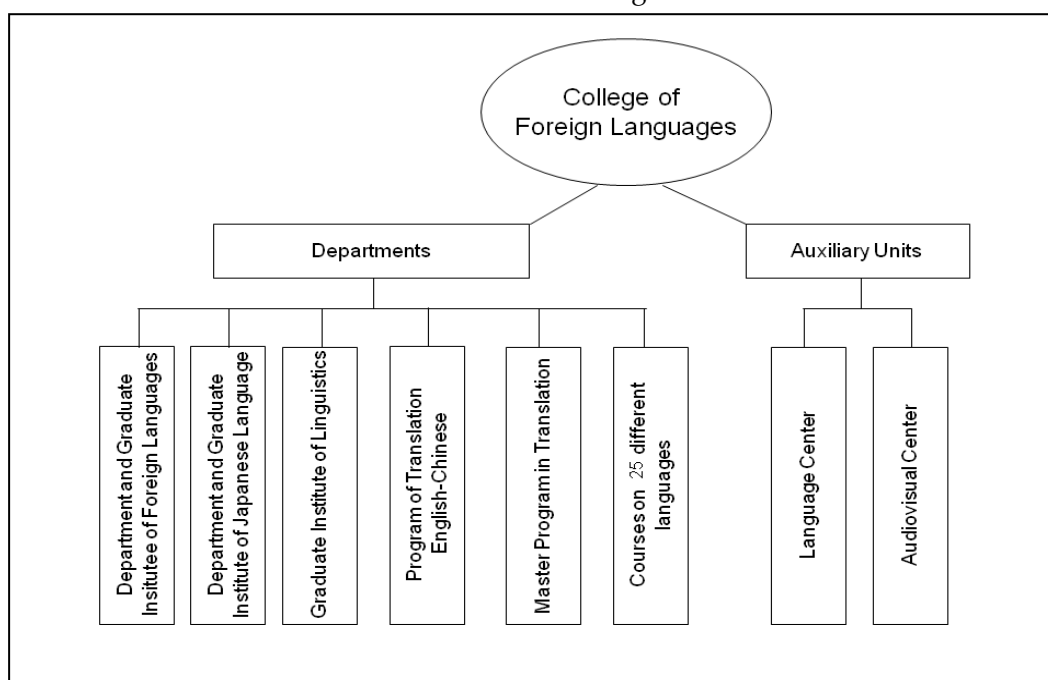 College of
Foreign Languages
Departments
Auxiliary Units
Department and Graduate
Insitutee of Foreign Languages
Department and Graduate
Institute of Japanese Language
Graduate Institute of Linguistics
Program of Translation
English-Chinese
Master Program in Translation
Courses on 25 different
languages
Language Center
Audiovisual Center